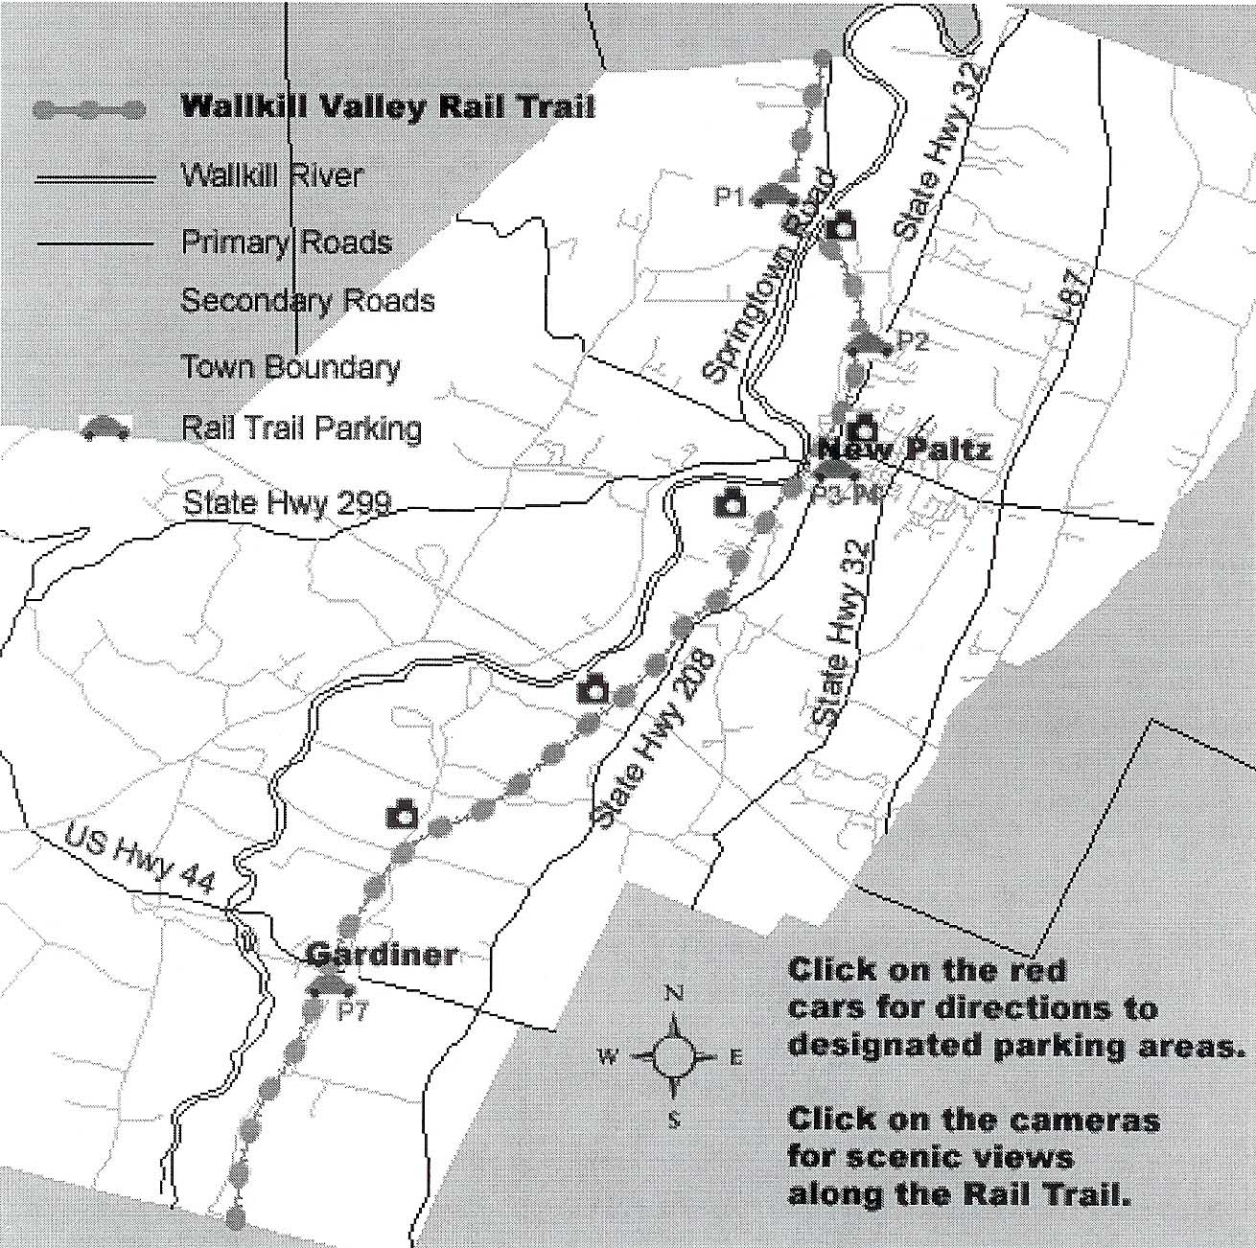 Wallkill Valley Rail Trail
Wallkill River
Primary Roads
Secondary Roads
Town Boundary
Rail Trail Parking
State Hwy 32
P1
Springtown Road
I-87
P2
New Paltz
P3 P4
State Hwy 299
State Hwy 32
State Hwy 208
US Hwy 44
Gardiner
P7
N
W E
S
Click on the red
cars for directions to
designated parking areas.
Click on the cameras
for scenic views
along the Rail Trail.